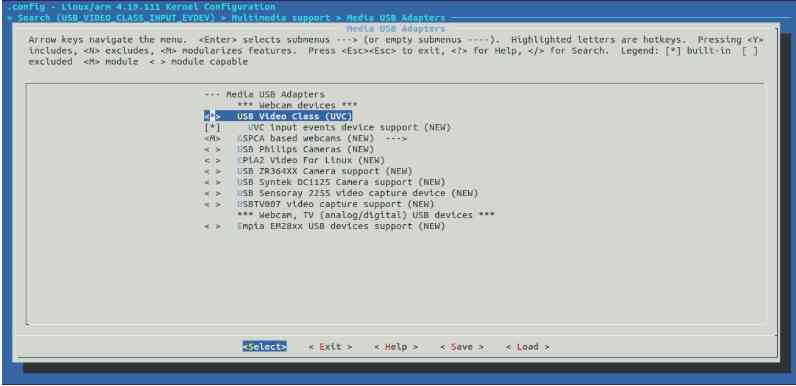 .config - Linux/arm 4.19.111 Kernel Configuration
> Search (USB_VIDEO_CLASS_INPUT_EVDEV) > Multimedia support > Media USB Adapters
Media USB Adapters
Arrow keys navigate the menu. <Enter> selects submenus ---> (or empty submenus ----). Highlighted letters are hotkeys. Pressing <Y>
includes, <N> excludes, <M> modularizes features. Press <Esc><Esc> to exit, <?> for Help, </> for Search. Legend: [*] built-in [ ]
excluded <M> module < > module capable
--- Media USB Adapters
*** Webcam devices ***
<*> USB Video Class (UVC)
[*] UVC input events device support (NEW)
<M> GSPCA based webcams (NEW) --->
< > USB Philips Cameras (NEW)
< > CPiA2 Video For Linux (NEW)
< > USB ZR364XX Camera support (NEW)
< > USB Syntek DC1125 Camera support (NEW)
< > USB Sensoray 2255 video capture device (NEW)
< > USBTV007 video capture support (NEW)
*** Webcam, TV (analog/digital) USB devices ***
< > Empia EM28xx USB devices support (NEW)
<Select> < Exit > < Help > < Save > < Load >